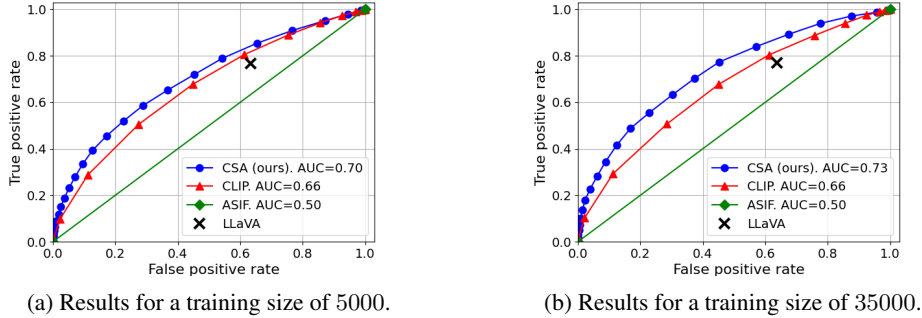 True positive rate
1.0
0.8
0.6
0.4
0.2
0.0
0.0 0.2 0.4 0.6 0.8 1.0
False positive rate
CSA (ours). AUC=0.70
CLIP. AUC=0.66
ASIF. AUC=0.50
LLaVA
(a) Results for a training size of 5000.
True positive rate
1.0
0.8
0.6
0.4
0.2
0.0
0.0 0.2 0.4 0.6 0.8 1.0
False positive rate
CSA (ours). AUC=0.73
CLIP. AUC=0.66
ASIF. AUC=0.50
LLaVA
(b) Results for a training size of 35000.